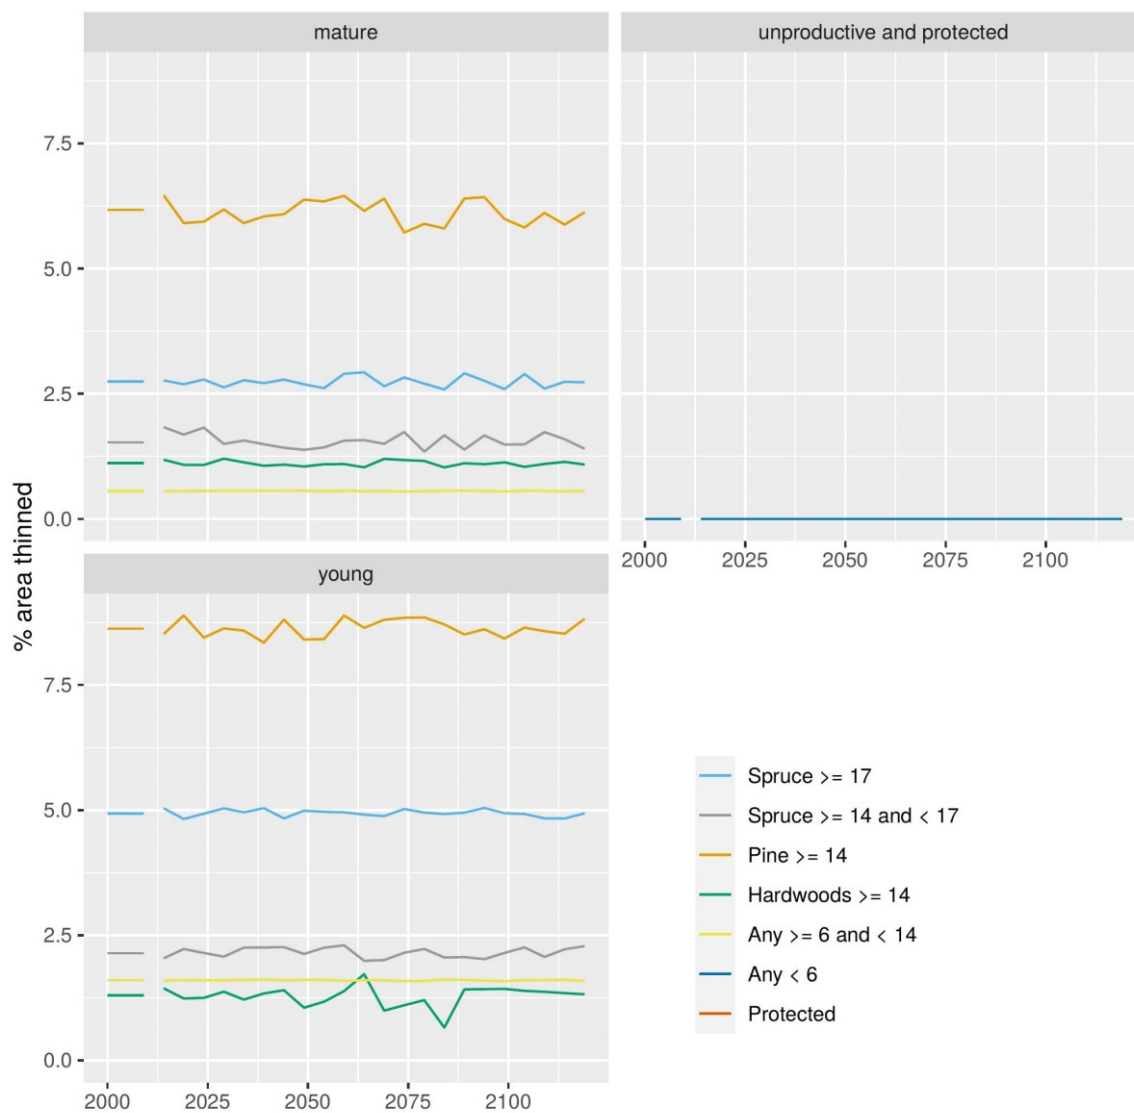 mature
unproductive and protected
7.5
5.0
2.5
0.0
2000 2025 2050 2075 2100
young
% area thinned
7.5
5.0
2.5
0.0
2000 2025 2050 2075 2100
Spruce >= 17
Spruce >= 14 and < 17
Pine >= 14
Hardwoods >= 14
Any >= 6 and < 14
Any < 6
Protected